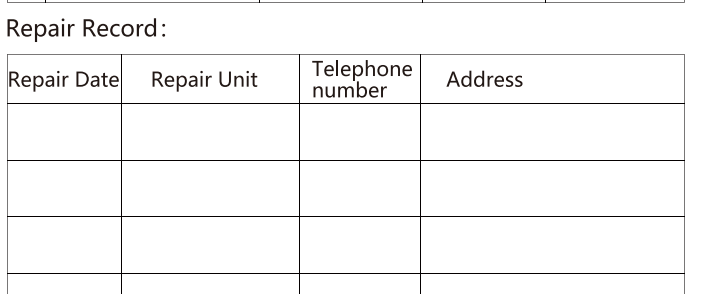 Repair Record:
Repair Date
Repair Unit
Telephone
number
Address